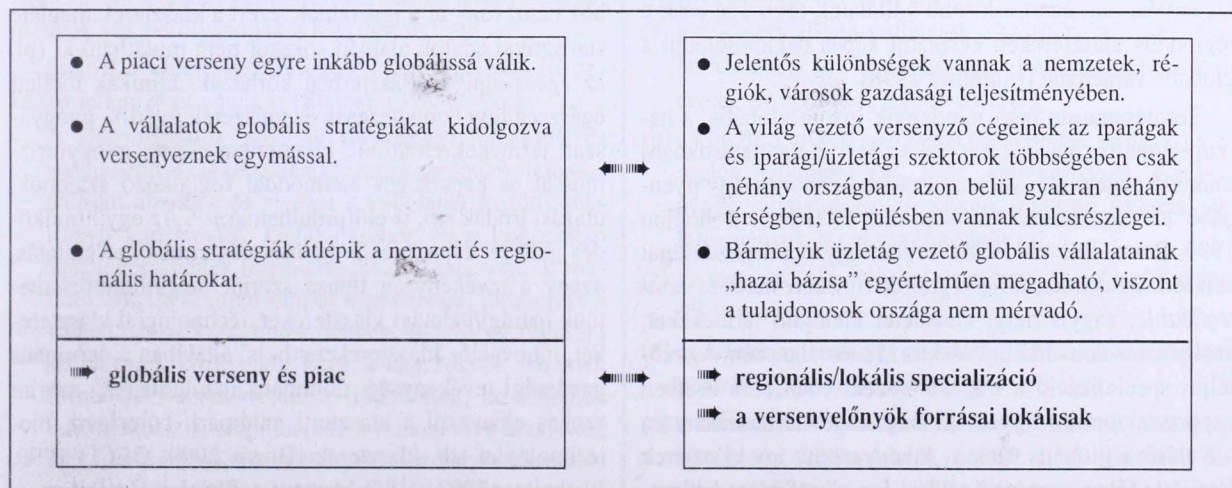 • A piaci verseny egyre inkább globálissá válik.
• A vállalatok globális stratégiákat kidolgozva
versenyeznek egymással.
• A globális stratégiák átlépik a nemzeti és regio-
nális határokat.
globális verseny és piac
• Jelentős különbségek vannak a nemzetek, ré-
giók, városok gazdasági teljesítményében.
• A világ vezető versenyző cégeinek az iparágak
és iparági/üzletági szektorok többségében csak
néhány országban, azon belül gyakran néhány
térségben, településben vannak kulcsrészlegei.
• Bármelyik üzletág vezető globális vállalatainak
„hazai bázisa” egyértelműen megadható, viszont
a tulajdonosok országa nem mérvadó.
regionális/lokális specializáció
a versenyelőnyök forrásai lokálisak